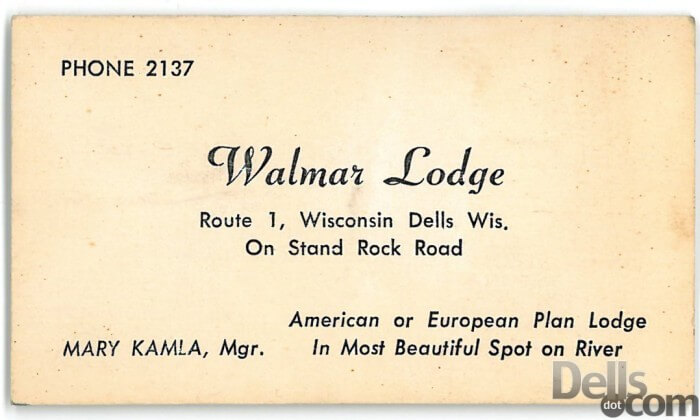 PHONE 2137
Walmar Lodge
Route 1, Wisconsin Dells Wis.
On Stand Rock Road
American or European Plan Lodge
MARY KAMLA, Mgr. In Most Beautiful Spot on River
Dells
dot com